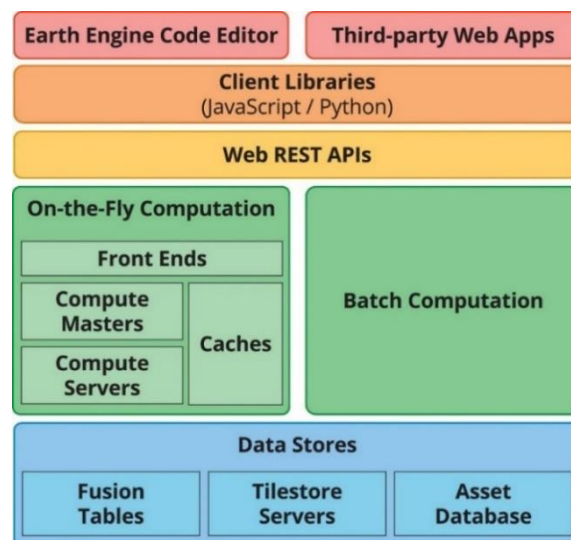 Earth Engine Code Editor
Third-party Web Apps
Client Libraries
(JavaScript / Python)
Web REST APIs
On-the-Fly Computation
Front Ends
Compute
Masters
Compute
Servers
Caches
Batch Computation
Data Stores
Fusion
Tables
Tilestore
Servers
Asset
Database